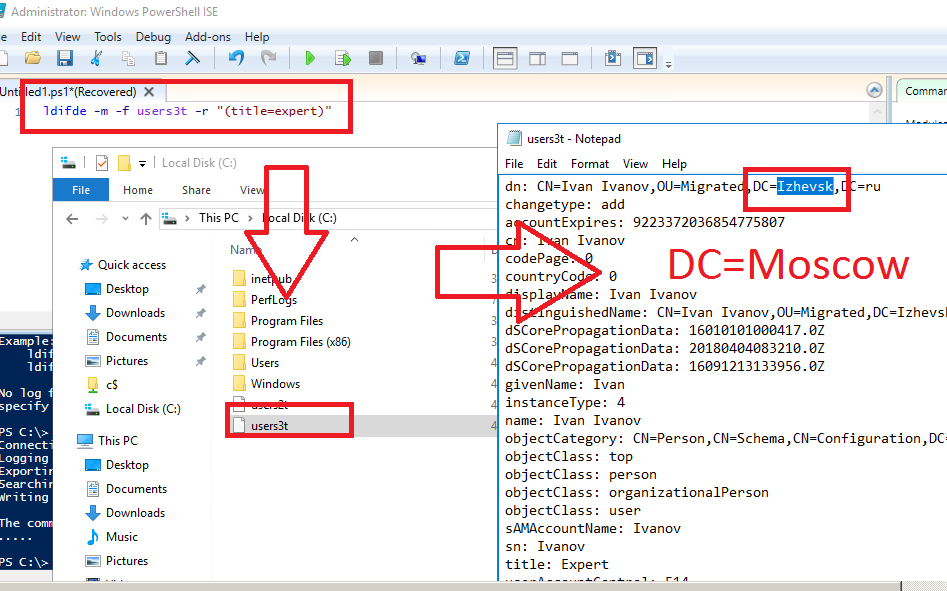 Administrator: Windows PowerShell ISE
Edit View Tools Debug Add-ons Help
Untitled1.ps1*(Recovered)
Comman
1 ldifde -m -f users3t -r "(title=expert)"
Local Disk (C:)
File Home Share View
This PC > Local Disk (C:)
Name
Quick access
Desktop
Downloads
Documents
Pictures
c$
Local Disk (C:)
This PC
Desktop
Documents
Downloads
Music
Pictures
inetpub
PerfLogs
Program Files
Program Files (x86)
Users
Windows
users2t
users3t
users3t - Notepad
File Edit Format View Help
dn: CN=Ivan Ivanov,OU=Migrated,DC=Izhevsk,DC=ru
changetype: add
accountExpires: 9223372036854775807
cn: Ivan Ivanov
codePage: 0
countryCode: 0
displayName: Ivan Ivanov
distinguishedName: CN=Ivan Ivanov,OU=Migrated,DC=Izhevsk
dSCorePropagationData: 16010101000417.0Z
dSCorePropagationData: 20180404083210.0Z
dSCorePropagationData: 16091213133956.0Z
givenName: Ivan
instanceType: 4
name: Ivan Ivanov
objectCategory: CN=Person,CN=Schema,CN=Configuration,DC=
objectClass: top
objectClass: person
objectClass: organizationalPerson
objectClass: user
sAMAccountName: Ivanov
sn: Ivanov
title: Expert
userAccountControl: 514
DC=Moscow
Example:
ldif
ldif
No log f
specify
PS C:\>
Connecti
Logging
Exportin
Searchin
Writing
The comm
.....
PS C:\>